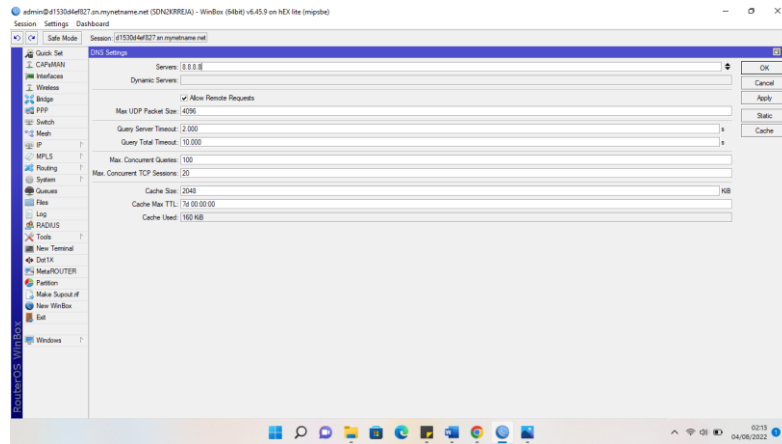 admin@d1530d4ef827.sn.mynetname.net (SDN2KRREJA) - WinBox (64bit) v6.45.9 on hEX lite (mipsbe)
Session Settings Dashboard
Safe Mode Session: d1530d4ef827.sn.mynetname.net
Quick Set
CAPsMAN
Interfaces
Wireless
Bridge
PPP
Switch
Mesh
IP
MPLS
Routing
System
Queues
Files
Log
RADIUS
Tools
New Terminal
Dot1X
MetaROUTER
Partition
Make Supout.rif
New WinBox
Exit
Windows
RouterOS WinBox
DNS Settings
Servers: 8.8.8.8
Dynamic Servers:
Allow Remote Requests
Max UDP Packet Size: 4096
Query Server Timeout: 2.000 s
Query Total Timeout: 10.000 s
Max. Concurrent Queries: 100
Max. Concurrent TCP Sessions: 20
Cache Size: 2048 KiB
Cache Max TTL: 7d 00:00:00
Cache Used: 160 KiB
OK
Cancel
Apply
Static
Cache
02:13
04/08/2022